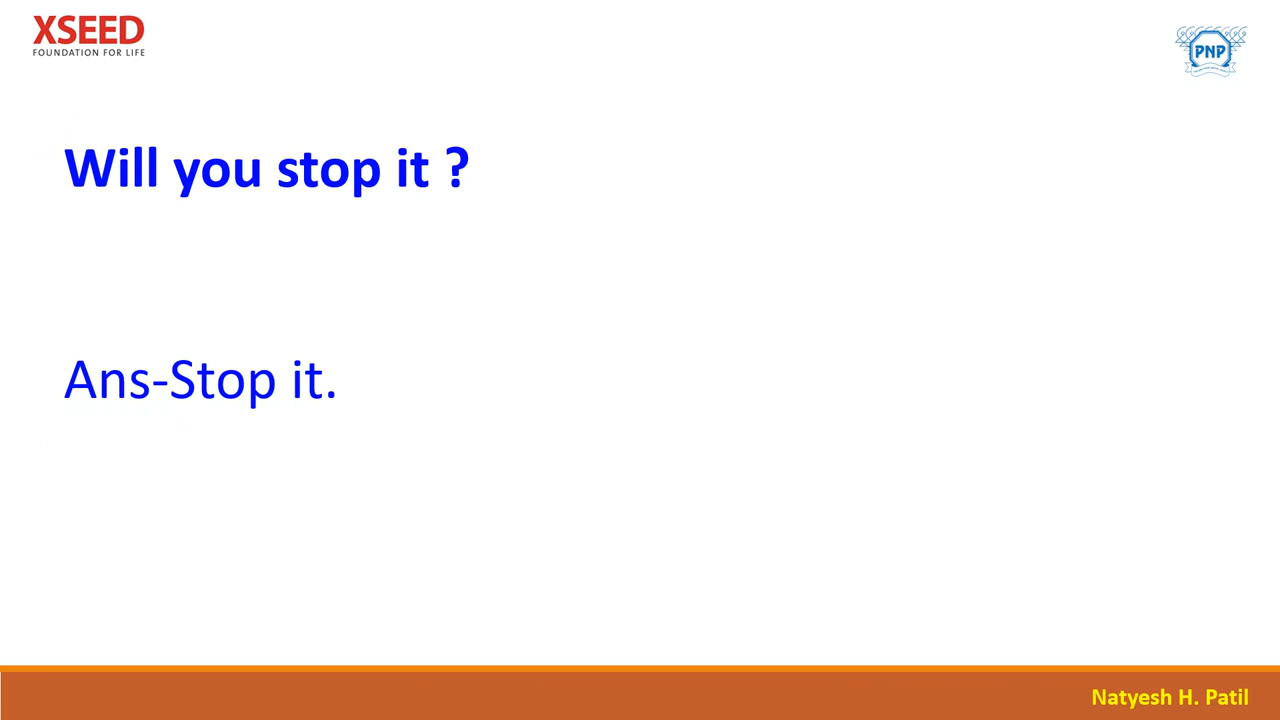 XSEED
FOUNDATION FOR LIFE
PNP
Will you stop it ?
Ans-Stop it.
Natyesh H. Patil